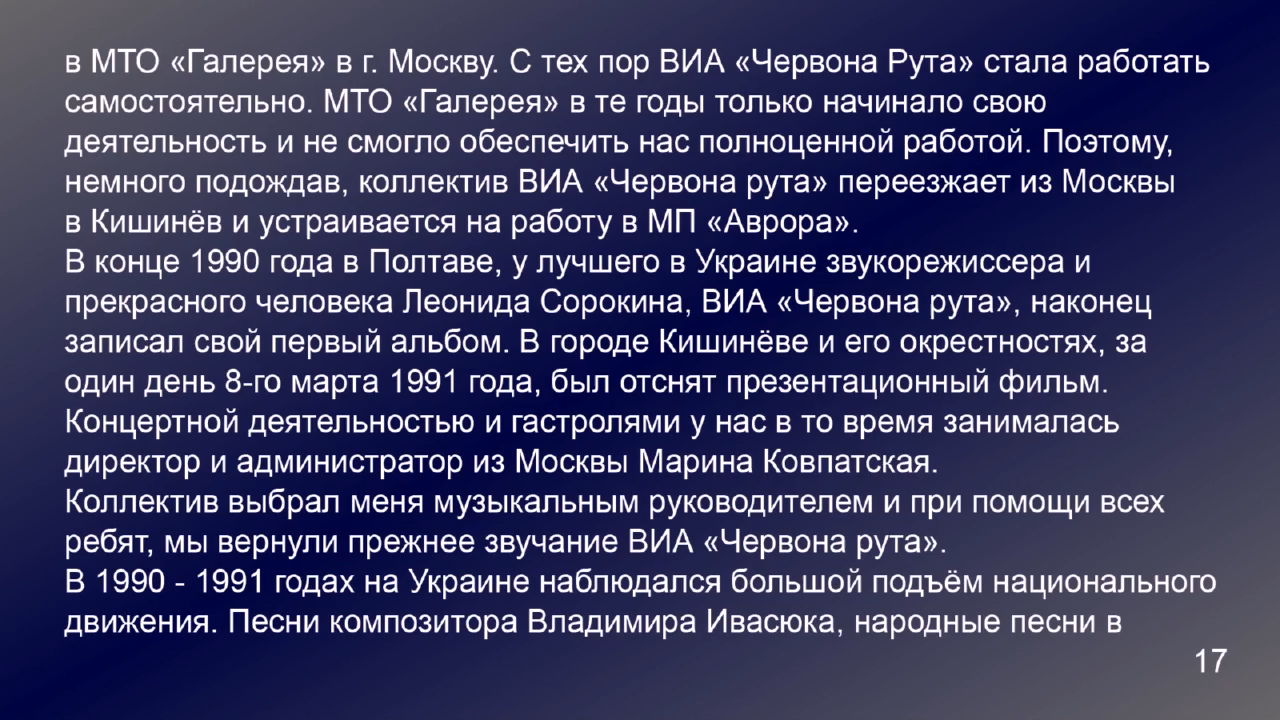 в МТО «Галерея» в г. Москву. С тех пор ВИА «Червона Рута» стала работать
самостоятельно. МТО «Галерея» в те годы только начинало свою
деятельность и не смогло обеспечить нас полноценной работой. Поэтому,
немного подождав, коллектив ВИА «Червона рута» переезжает из Москвы
в Кишинёв и устраивается на работу в МП «Аврора».
В конце 1990 года в Полтаве, у лучшего в Украине звукорежиссера и
прекрасного человека Леонида Сорокина, ВИА «Червона рута», наконец
записал свой первый альбом. В городе Кишинёве и его окрестностях, за
один день 8-го марта 1991 года, был отснят презентационный фильм.
Концертной деятельностью и гастролями у нас в то время занималась
директор и администратор из Москвы Марина Ковпатская.
Коллектив выбрал меня музыкальным руководителем и при помощи всех
ребят, мы вернули прежнее звучание ВИА «Червона рута».
В 1990 - 1991 годах на Украине наблюдался большой подъём национального
движения. Песни композитора Владимира Ивасюка, народные песни в
17